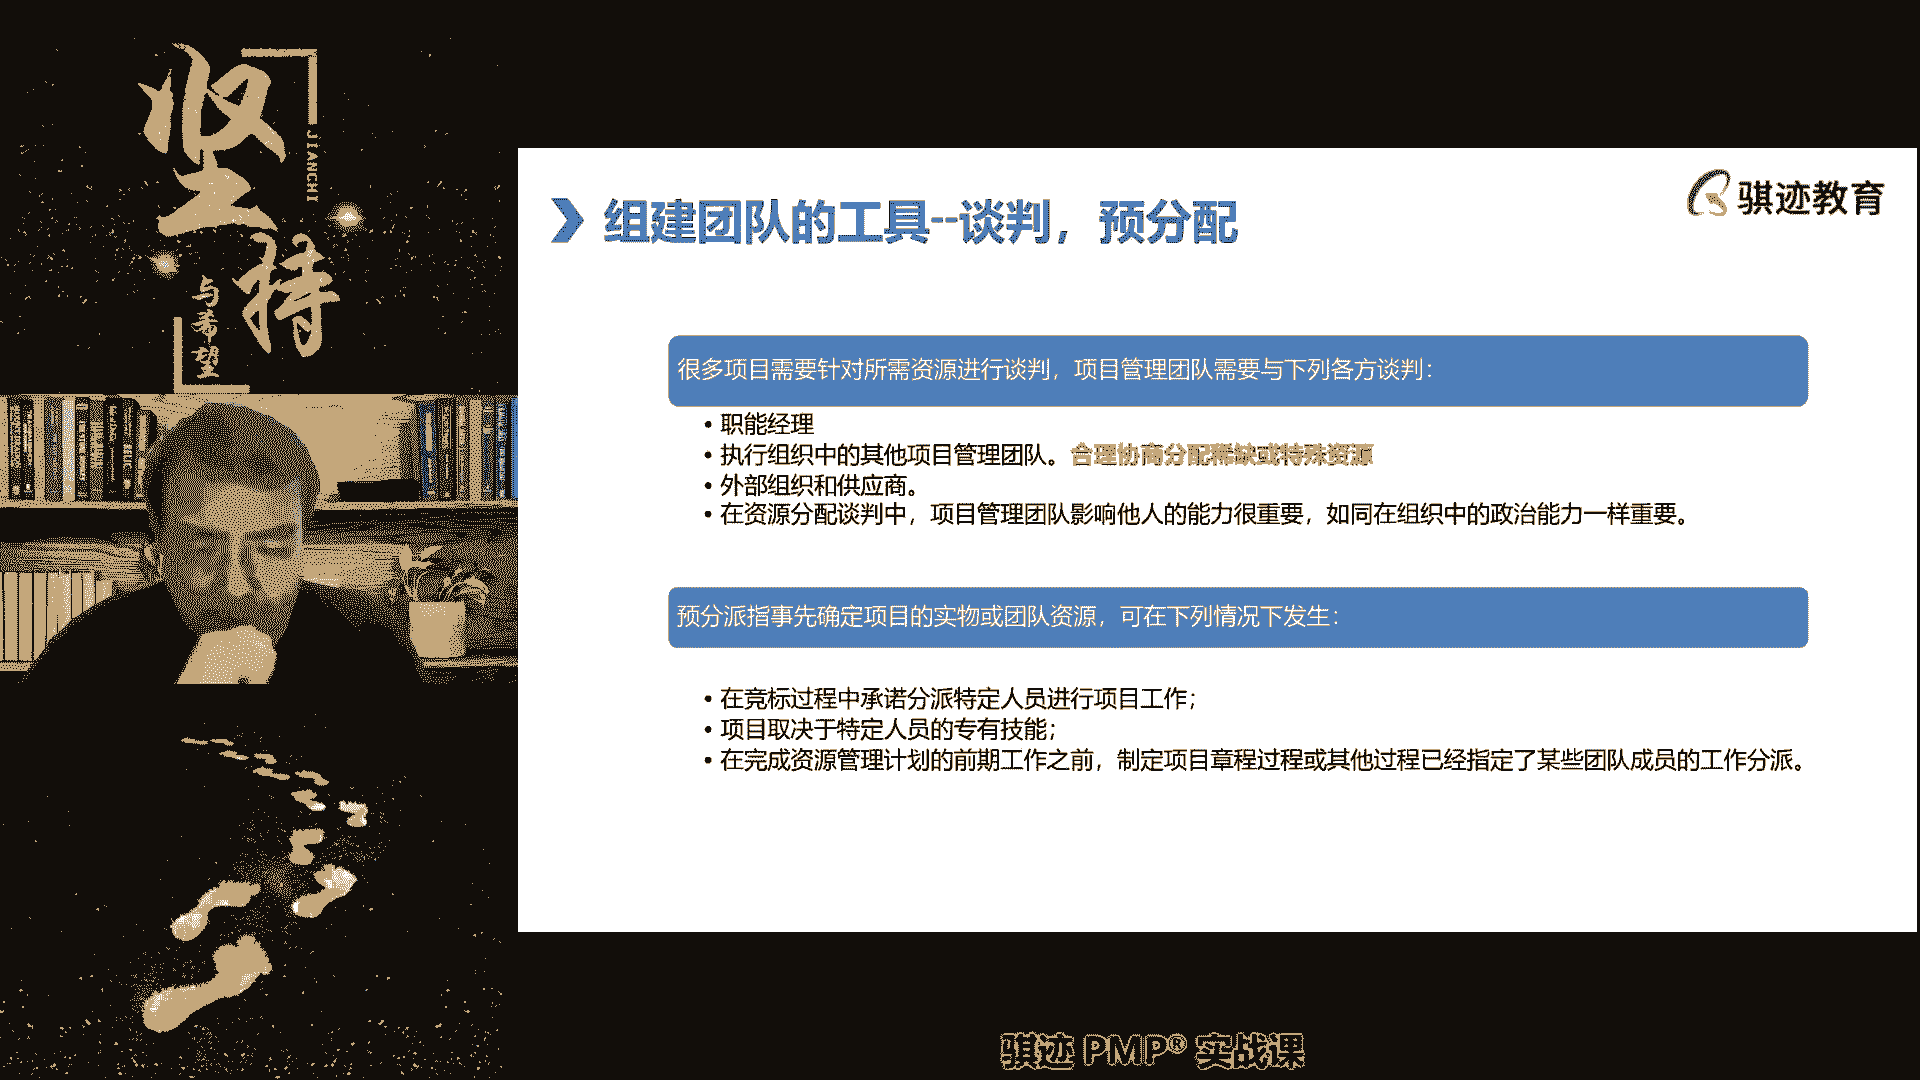 坚持
JIANCHI
与希望
骐迹教育
组建团队的工具--谈判，预分配
很多项目需要针对所需资源进行谈判，项目管理团队需要与下列各方谈判：
• 职能经理
• 执行组织中的其他项目管理团队。合理协商分配稀缺或特殊资源
• 外部组织和供应商。
• 在资源分配谈判中，项目管理团队影响他人的能力很重要，如同在组织中的政治能力一样重要。
预分派指事先确定项目的实物或团队资源，可在下列情况下发生：
• 在竞标过程中承诺分派特定人员进行项目工作；
• 项目取决于特定人员的专有技能；
• 在完成资源管理计划的前期工作之前，制定项目章程过程或其他过程已经指定了某些团队成员的工作分派。
骐迹 PMP® 实战课